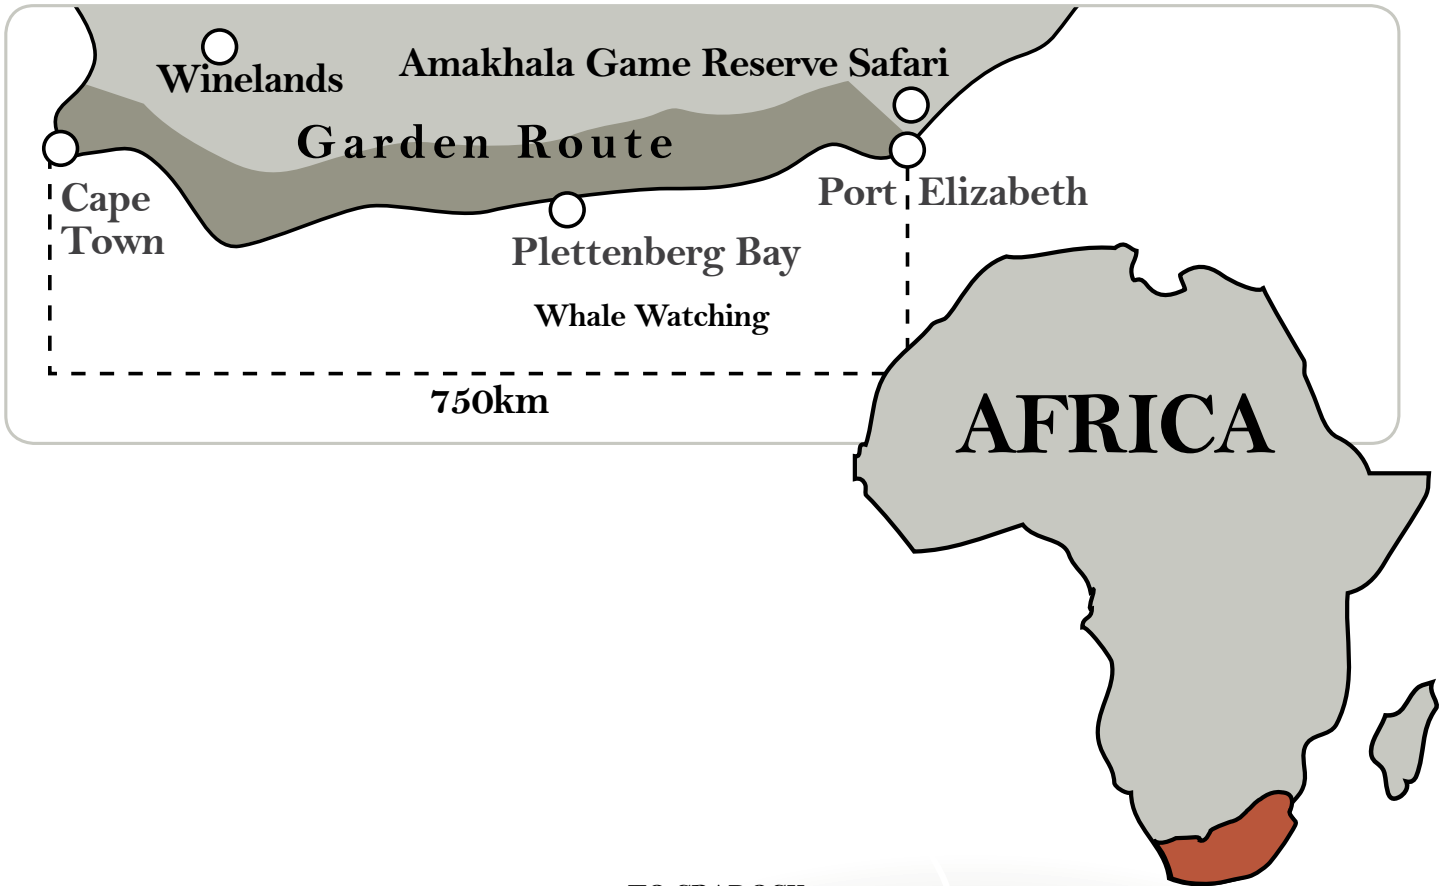 Winelands
Amakhala Game Reserve Safari
Garden Route
Cape
Town
Port Elizabeth
Plettenberg Bay
Whale Watching
750km
AFRICA